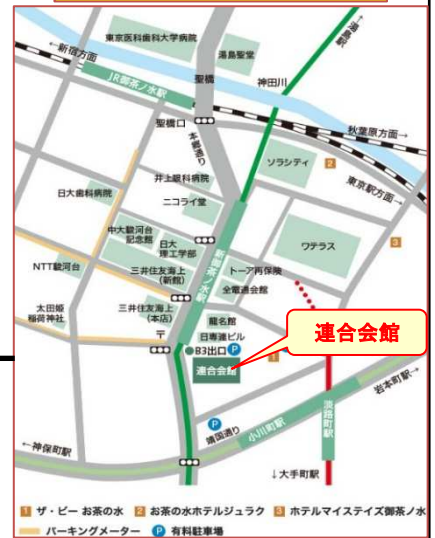 東京医科歯科大学病院
湯島聖堂
→湯島駅
←新宿方面
聖橋
神田川
JR御茶ノ水駅
聖橋口
本郷通り
秋葉原方面→
ソラシティ
2
井上眼科病院
東京駅方面→
日大歯科病院
ニコライ堂
中大駿河台
記念館
日大
理工学部
新御茶ノ水駅
ワテラス
3
NTT駿河台
三井住友海上
(新館)
トーア再保険
全電通会館
太田姫
稲荷神社
三井住友海上
(本店)
龍名館
日専連ビル
〒
B3出口
P
1
連合会館
連合会館
岩本町駅→
P
靖国通り
小川町駅
淡路町駅
←神保町駅
↓大手町駅
1 ザ・ビー お茶の水 2 お茶の水ホテルジュラク 3 ホテルマイステイズ御茶ノ水
パーキングメーター P 有料駐車場